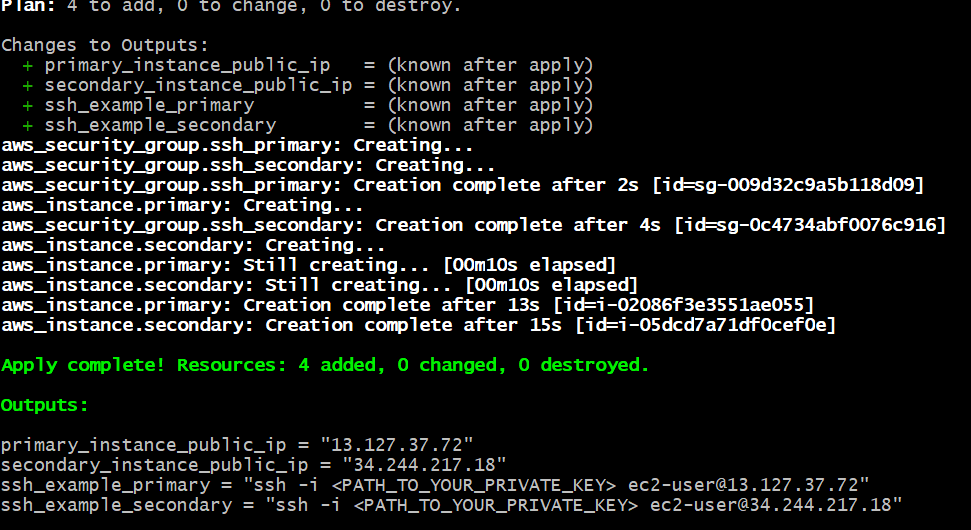 Plan: 4 to add, 0 to change, 0 to destroy.
Changes to Outputs:
+ primary_instance_public_ip = (known after apply)
+ secondary_instance_public_ip = (known after apply)
+ ssh_example_primary = (known after apply)
+ ssh_example_secondary = (known after apply)
aws_security_group.ssh_primary: Creating...
aws_security_group.ssh_secondary: Creating...
aws_security_group.ssh_primary: Creation complete after 2s [id=sg-009d32c9a5b118d09]
aws_instance.primary: Creating...
aws_security_group.ssh_secondary: Creation complete after 4s [id=sg-0c4734abf0076c916]
aws_instance.secondary: Creating...
aws_instance.primary: Still creating... [00m10s elapsed]
aws_instance.secondary: Still creating... [00m10s elapsed]
aws_instance.primary: Creation complete after 13s [id=i-02086f3e3551ae055]
aws_instance.secondary: Creation complete after 15s [id=i-05dcd7a71df0cef0e]
Apply complete! Resources: 4 added, 0 changed, 0 destroyed.
Outputs:
primary_instance_public_ip = "13.127.37.72"
secondary_instance_public_ip = "34.244.217.18"
ssh_example_primary = "ssh -i <PATH_TO_YOUR_PRIVATE_KEY> ec2-user@13.127.37.72"
ssh_example_secondary = "ssh -i <PATH_TO_YOUR_PRIVATE_KEY> ec2-user@34.244.217.18"